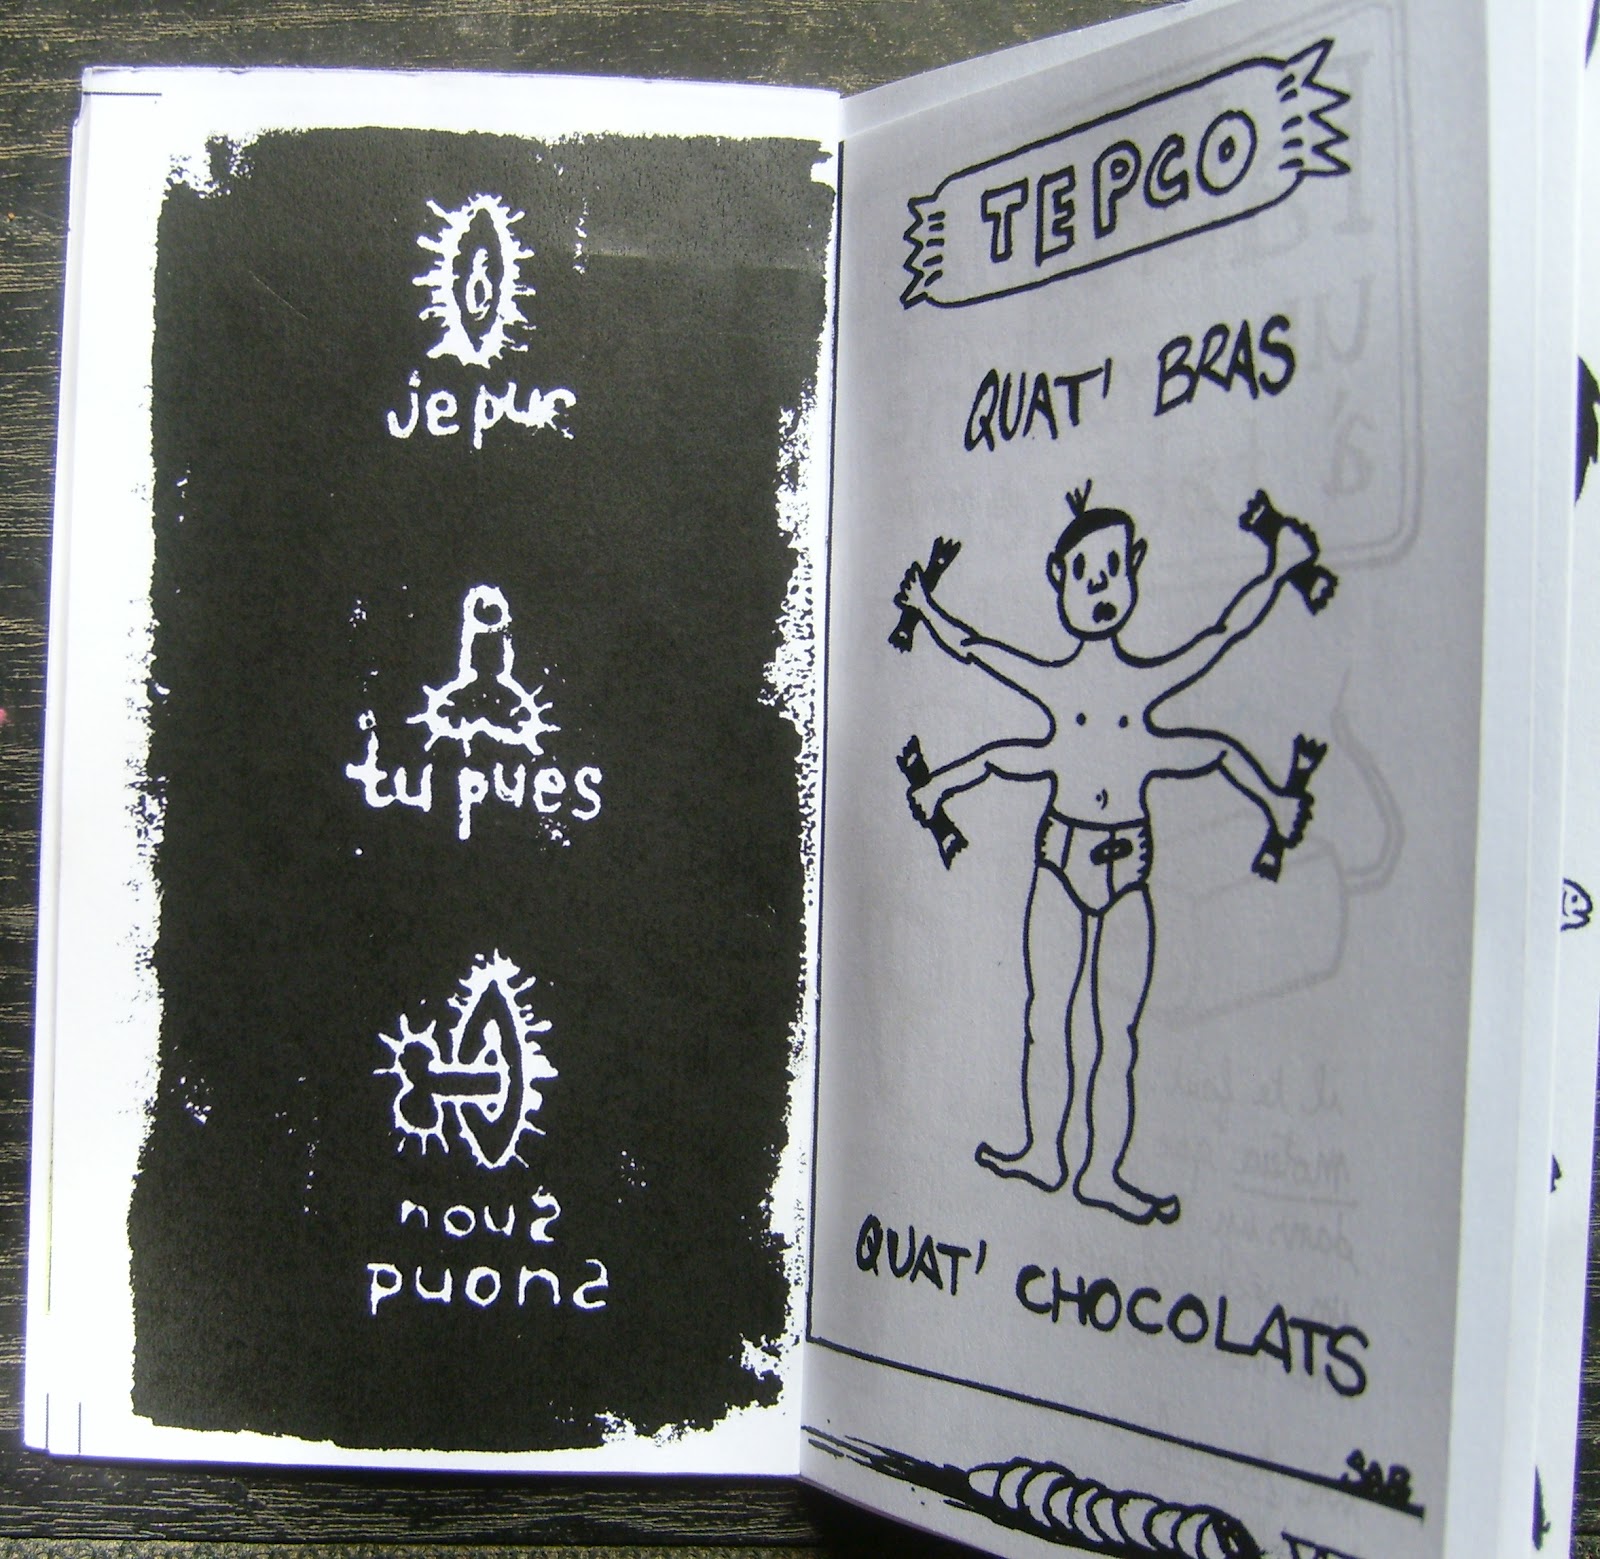 je pue
tu pues
nous
puons
TEPCO
QUAT' BRAS
QUAT' CHOCOLATS
SAB